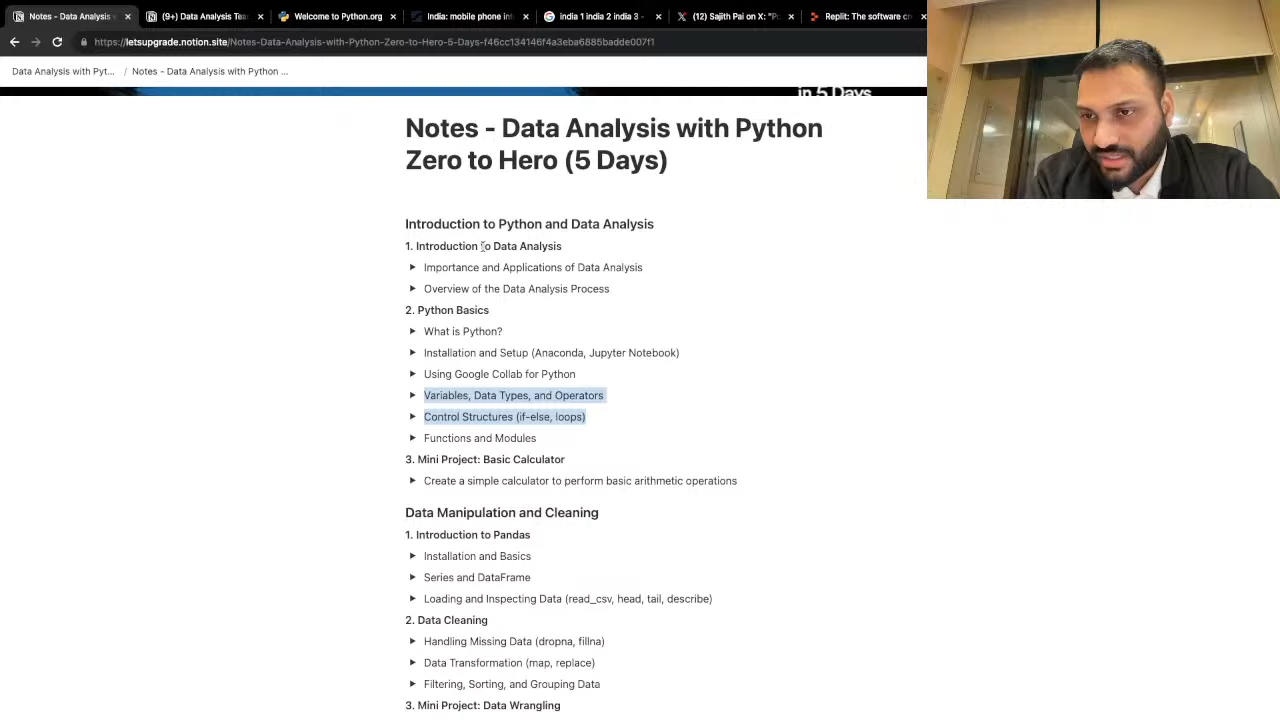 Notes - Data Analysis v
(9+) Data Analysis Tea
Welcome to Python.org
India: mobile phone int
india 1 india 2 india 3 -
(12) Sajith Pai on X: "Po
Replit: The software cre
https://letsupgrade.notion.site/Notes-Data-Analysis-with-Python-Zero-to-Hero-5-Days-f46cc134146f4a3eba6885badde007f1
Data Analysis with Pyt... / Notes - Data Analysis with Python ...
in 5 Days
Notes - Data Analysis with Python
Zero to Hero (5 Days)
Introduction to Python and Data Analysis
1. Introduction to Data Analysis
Importance and Applications of Data Analysis
Overview of the Data Analysis Process
2. Python Basics
What is Python?
Installation and Setup (Anaconda, Jupyter Notebook)
Using Google Collab for Python
Variables, Data Types, and Operators
Control Structures (if-else, loops)
Functions and Modules
3. Mini Project: Basic Calculator
Create a simple calculator to perform basic arithmetic operations
Data Manipulation and Cleaning
1. Introduction to Pandas
Installation and Basics
Series and DataFrame
Loading and Inspecting Data (read_csv, head, tail, describe)
2. Data Cleaning
Handling Missing Data (dropna, fillna)
Data Transformation (map, replace)
Filtering, Sorting, and Grouping Data
3. Mini Project: Data Wrangling